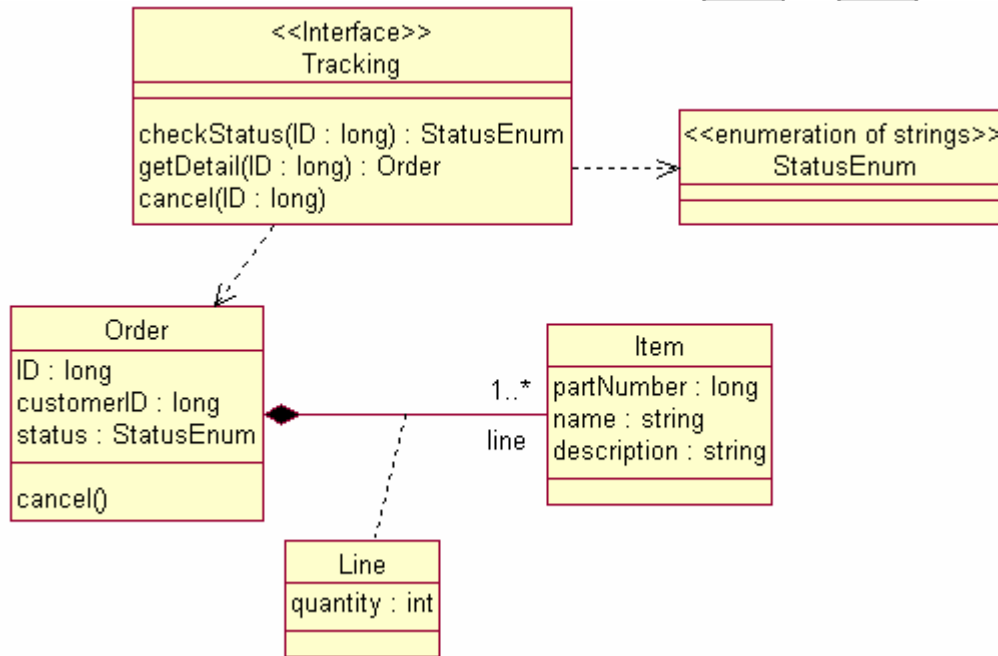 <<Interface>>
Tracking
checkStatus(ID : long) : StatusEnum
getDetail(ID : long) : Order
cancel(ID : long)
<<enumeration of strings>>
StatusEnum
Order
ID : long
customerID : long
status : StatusEnum
cancel()
1..*
line
Item
partNumber : long
name : string
description : string
Line
quantity : int